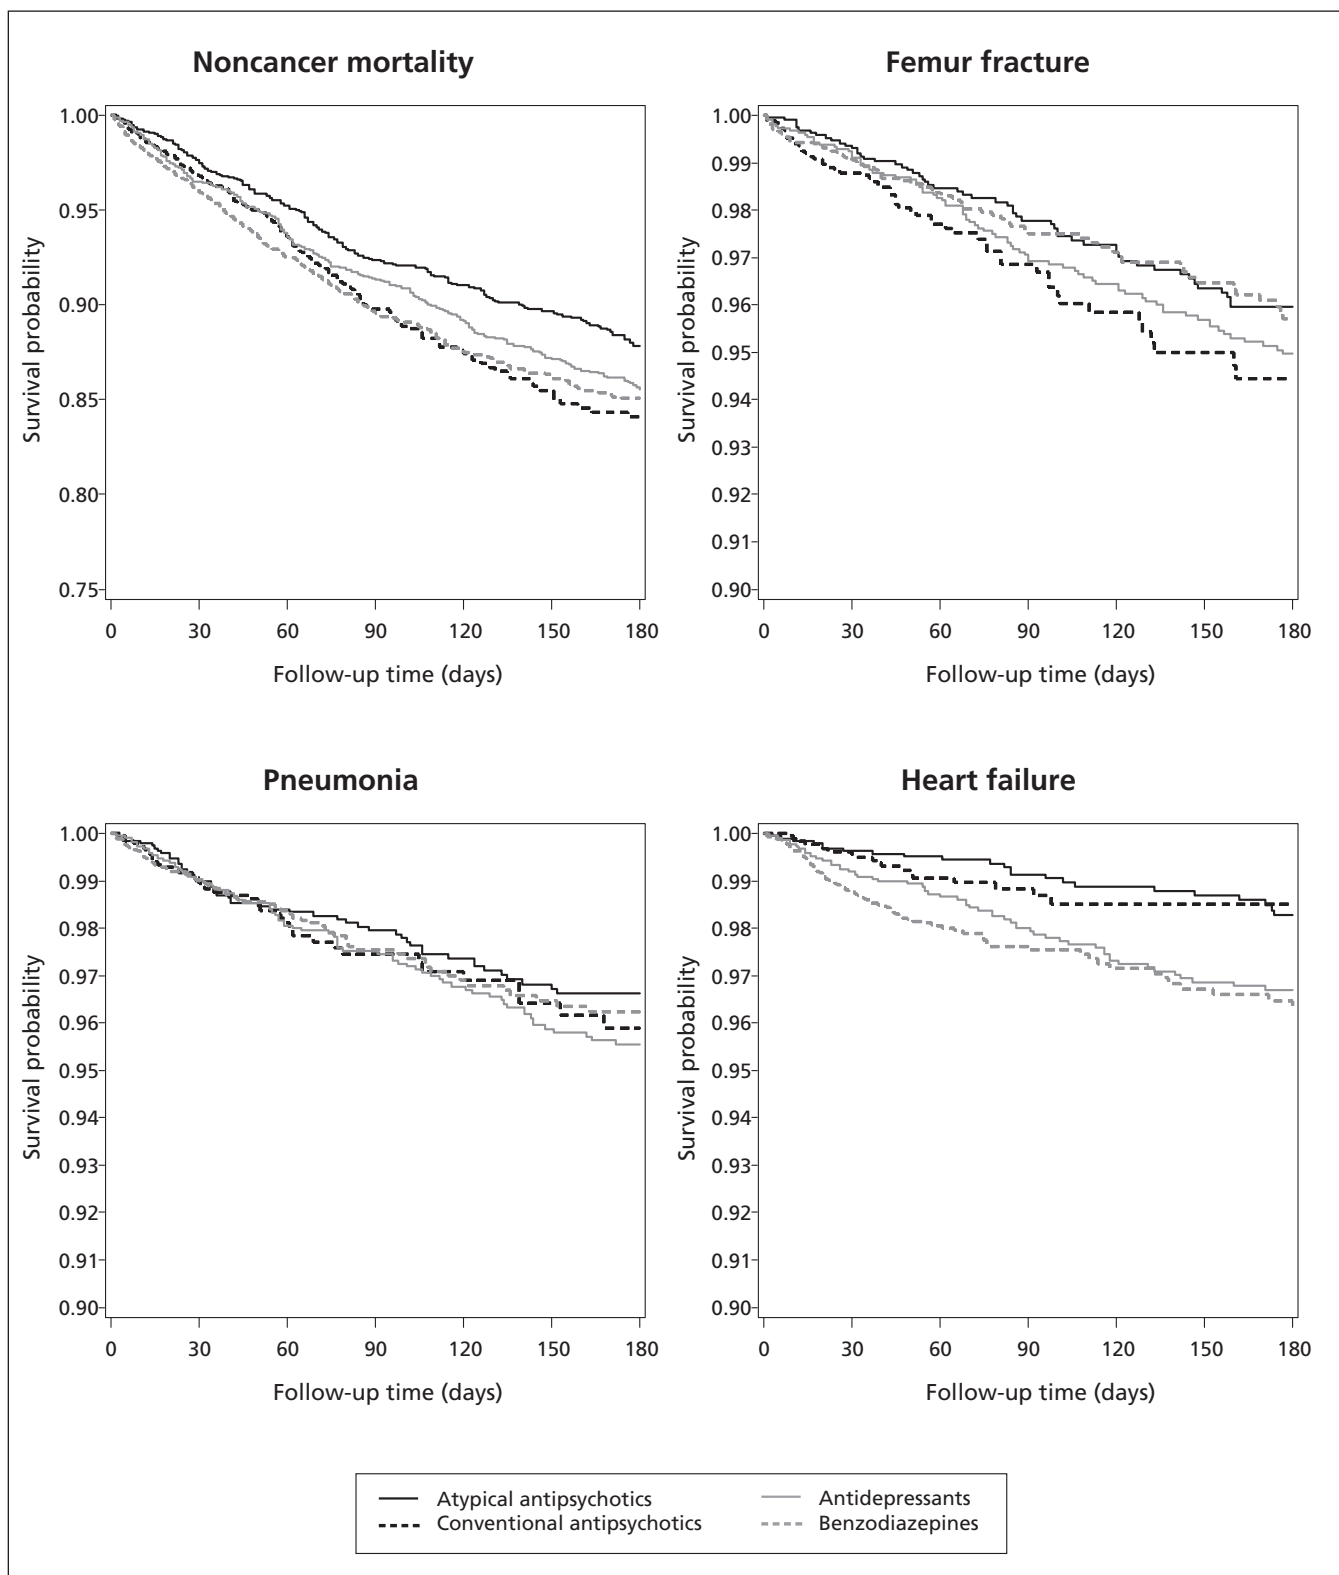 Noncancer mortality
Survival probability
1.00
0.95
0.90
0.85
0.80
0.75
0 30 60 90 120 150 180
Follow-up time (days)
Femur fracture
Survival probability
1.00
0.99
0.98
0.97
0.96
0.95
0.94
0.93
0.92
0.91
0.90
0 30 60 90 120 150 180
Follow-up time (days)
Pneumonia
Survival probability
1.00
0.99
0.98
0.97
0.96
0.95
0.94
0.93
0.92
0.91
0.90
0 30 60 90 120 150 180
Follow-up time (days)
Heart failure
Survival probability
1.00
0.99
0.98
0.97
0.96
0.95
0.94
0.93
0.92
0.91
0.90
0 30 60 90 120 150 180
Follow-up time (days)
Atypical antipsychotics
Conventional antipsychotics
Antidepressants
Benzodiazepines